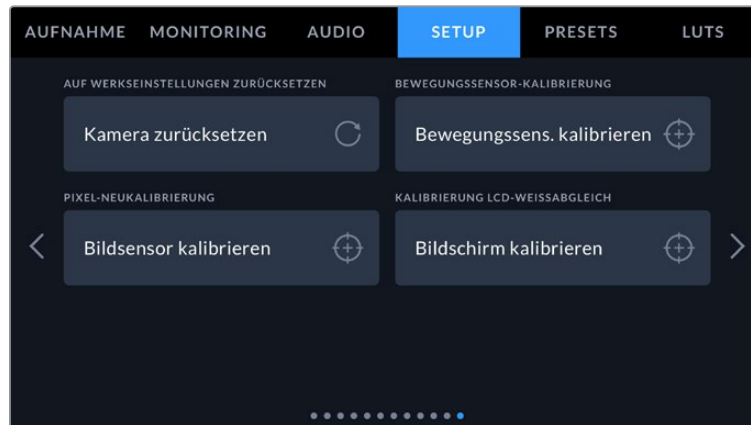 AUFNAHME MONITORING AUDIO SETUP PRESETS LUTS
AUF WERKSEINSTELLUNGEN ZURÜCKSETZEN
Kamera zurücksetzen
BEWEGUNGSSENSOR-KALIBRIERUNG
Bewegungssens. kalibrieren
PIXEL-NEUKALIBRIERUNG
Bildsensor kalibrieren
KALIBRIERUNG LCD-WEISSABGLEICH
Bildschirm kalibrieren